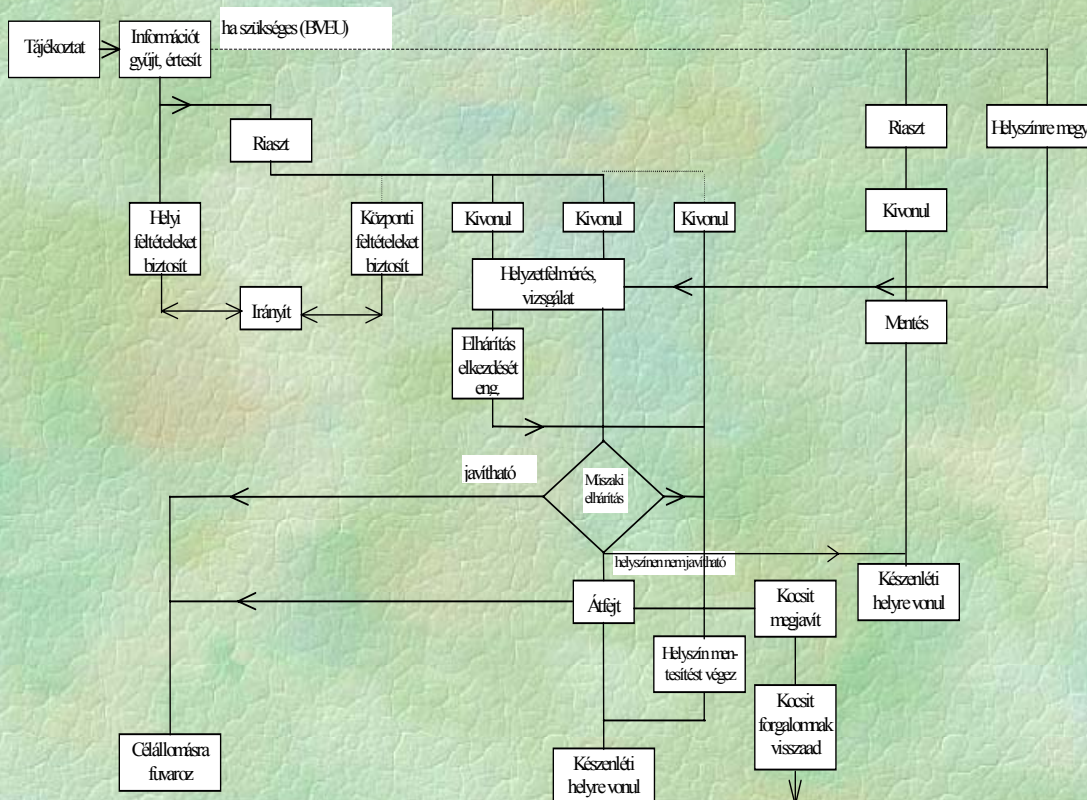 ha szükséges (BVEU)
Tájékoztat
Információt
gyűjt, értesít
Riaszt
Riaszt
Helyszínre megy
Helyi
feltételeket
biztosít
Központi
feltételeket
biztosít
Kivonul
Kivonul
Kivonul
Kivonul
Helyzetfelmérés,
vizsgálat
Irányít
Mentés
Elhárítás
elkezdését
eng.
javítható
Műszaki
elhárítás
helyszínen nem javítható
Átfejt
Kocsit
megjavít
Készenléti
helyre vonul
Helyszín men-
tesítést végez
Kocsit
forgalomnak
visszaad
Célállomásra
fuvaroz
Készenléti
helyre vonul